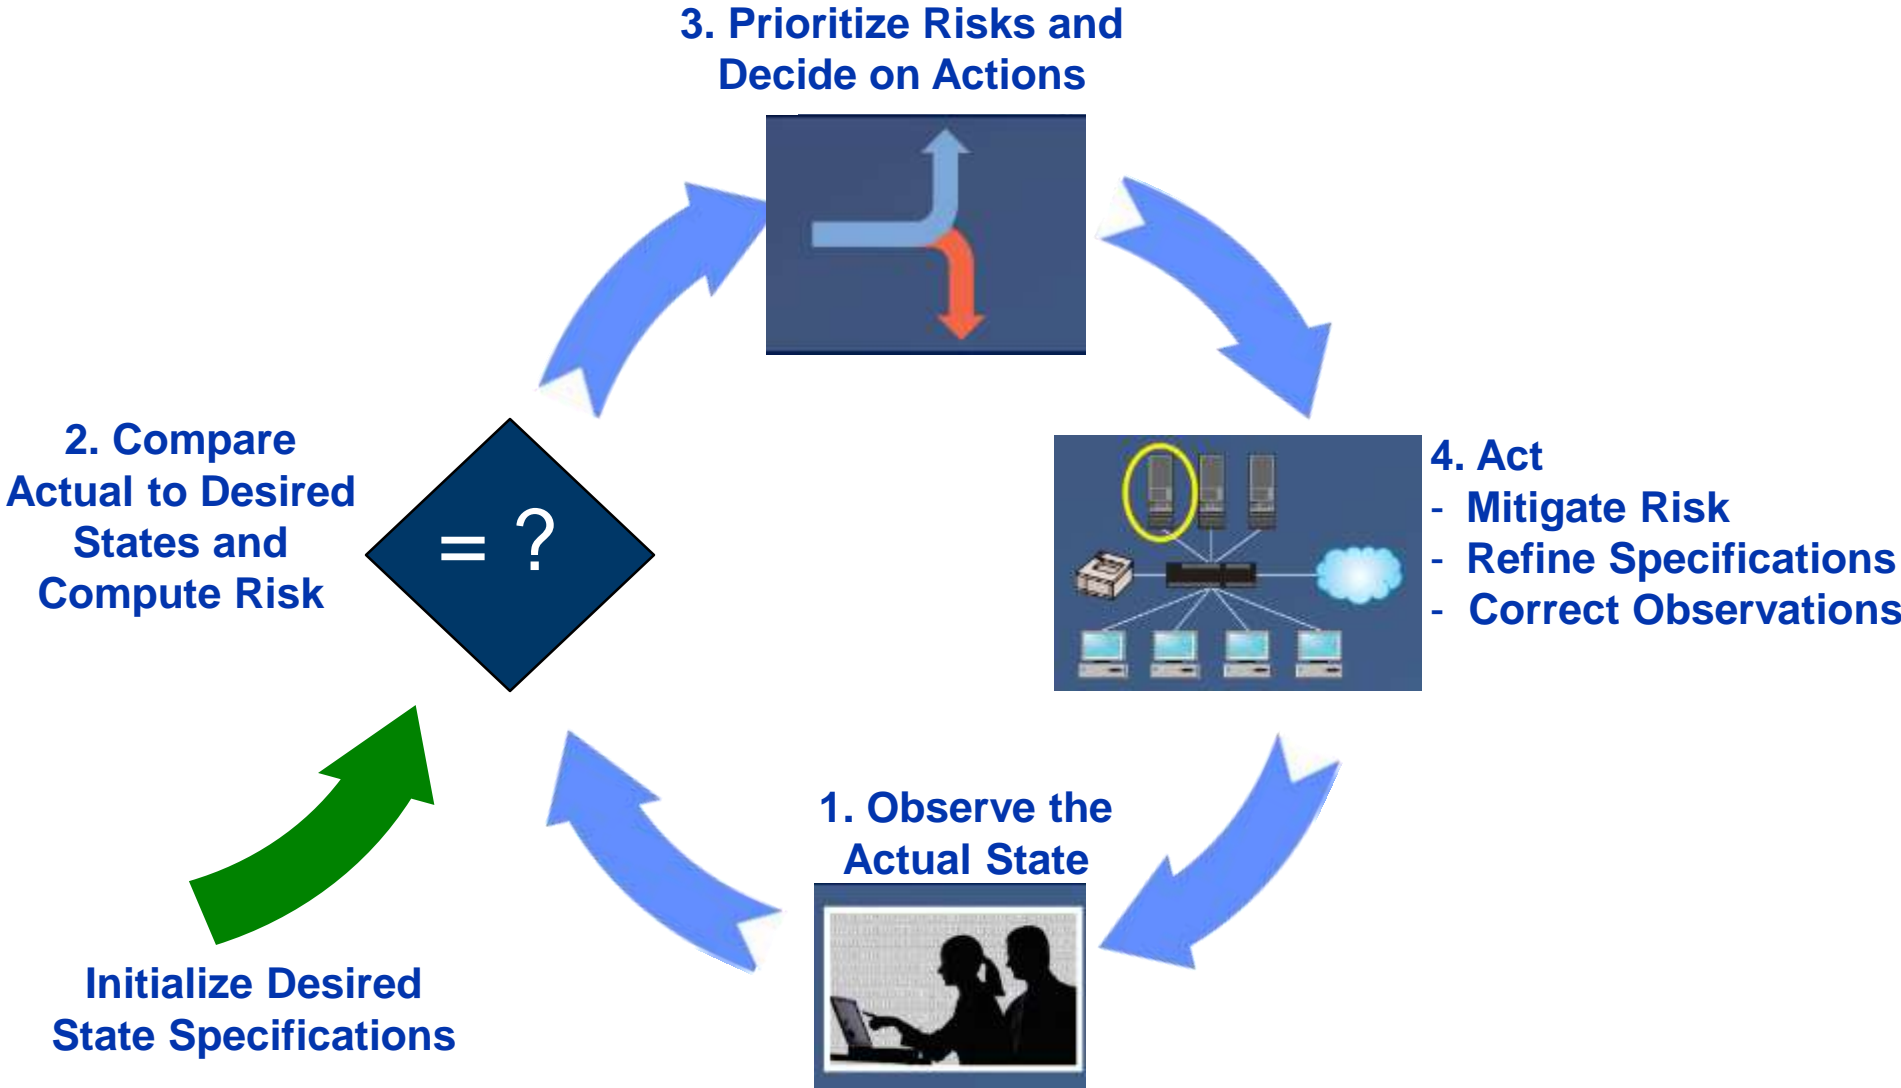 3. Prioritize Risks and
Decide on Actions
2. Compare
Actual to Desired
States and
Compute Risk
= ?
4. Act
- Mitigate Risk
- Refine Specifications
- Correct Observations
1. Observe the
Actual State
Initialize Desired
State Specifications